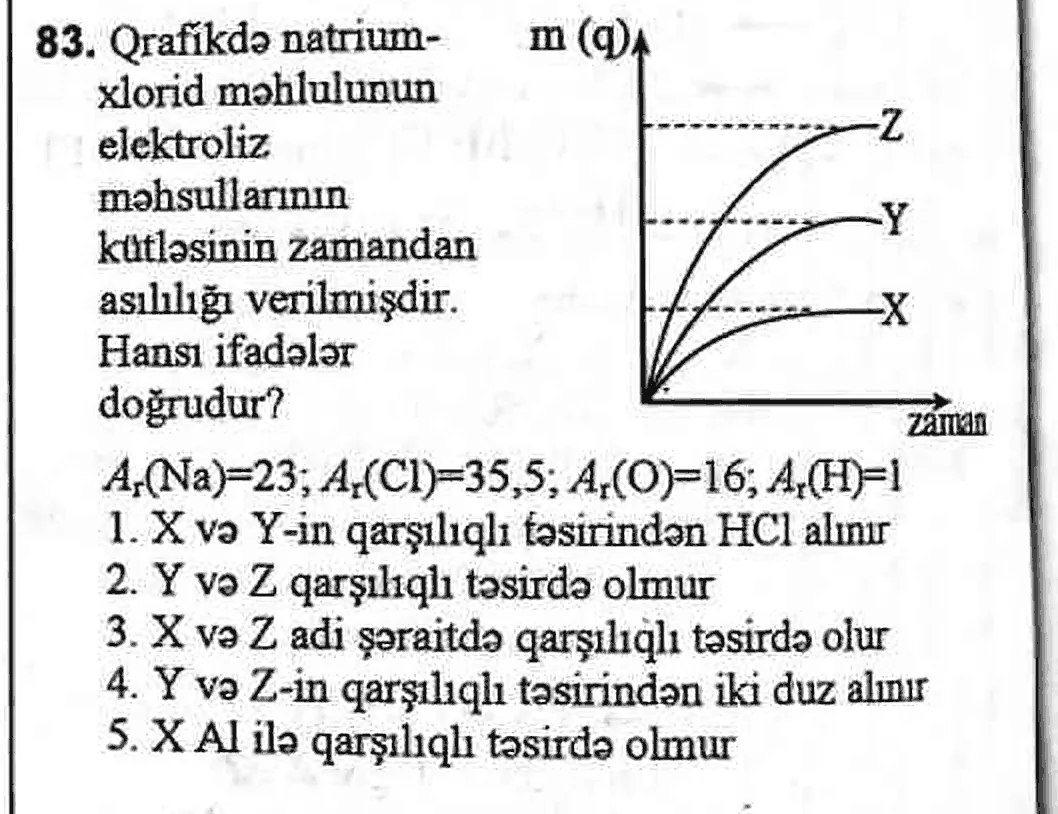 83. Qrafikdə natrium-
xlorid məhlulunun
elektroliz
məhsullarının
kütləsinin zamandan
asılılığı verilmişdir.
Hansı ifadələr
doğrudur?
m (q)
Z
Y
X
zaman
Aᵣ(Na)=23; Aᵣ(Cl)=35,5; Aᵣ(O)=16; Aᵣ(H)=1
1. X və Y-in qarşılıqlı təsirindən HCl alınır
2. Y və Z qarşılıqlı təsirdə olmur
3. X və Z adi şəraitdə qarşılıqlı təsirdə olur
4. Y və Z-in qarşılıqlı təsirindən iki duz alınır
5. X Al ilə qarşılıqlı təsirdə olmur